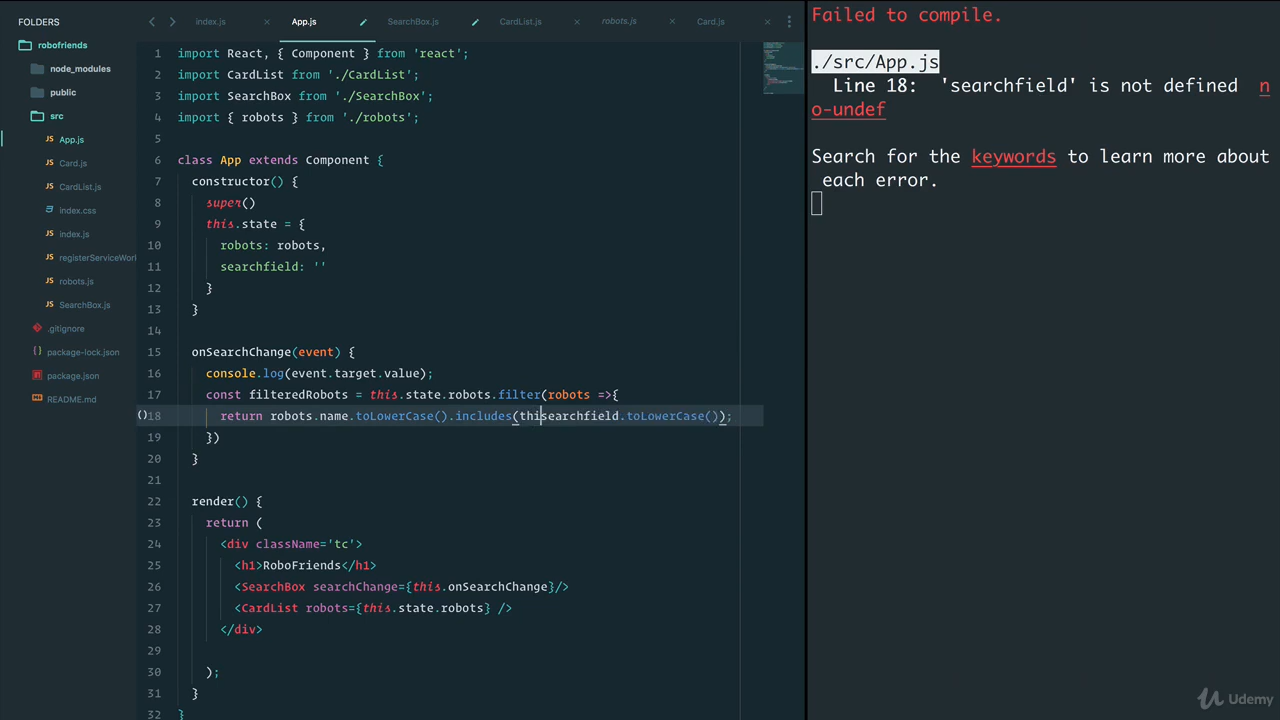 FOLDERS
robofriends
node_modules
public
src
App.js
Card.js
CardList.js
index.css
index.js
registerServiceWor
robots.js
SearchBox.js
.gitignore
package-lock.json
package.json
README.md
index.js × App.js SearchBox.js CardList.js × robots.js × Card.js ×
1 import React, { Component } from 'react';
2 import CardList from './CardList';
3 import SearchBox from './SearchBox';
4 import { robots } from './robots';
5
6 class App extends Component {
7 constructor() {
8 super()
9 this.state = {
10 robots: robots,
11 searchfield: ''
12 }
13 }
14
15 onSearchChange(event) {
16 console.log(event.target.value);
17 const filteredRobots = this.state.robots.filter(robots =>{
18 return robots.name.toLowerCase().includes(thisearchfield.toLowerCase());
19 })
20 }
21
22 render() {
23 return (
24 <div className='tc'>
25 <h1>RoboFriends</h1>
26 <SearchBox searchChange={this.onSearchChange}/>
27 <CardList robots={this.state.robots} />
28 </div>
29
30 );
31 }
32 }
Failed to compile.
./src/App.js
Line 18: 'searchfield' is not defined n
o-undef
Search for the keywords to learn more about
each error.
Udemy